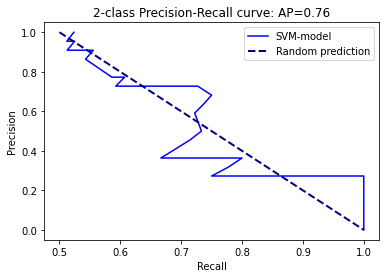 2-class Precision-Recall curve: AP=0.76
SVM-model
Random prediction
Precision
1.0
0.8
0.6
0.4
0.2
0.0
0.5
0.6
0.7
0.8
0.9
1.0
Recall